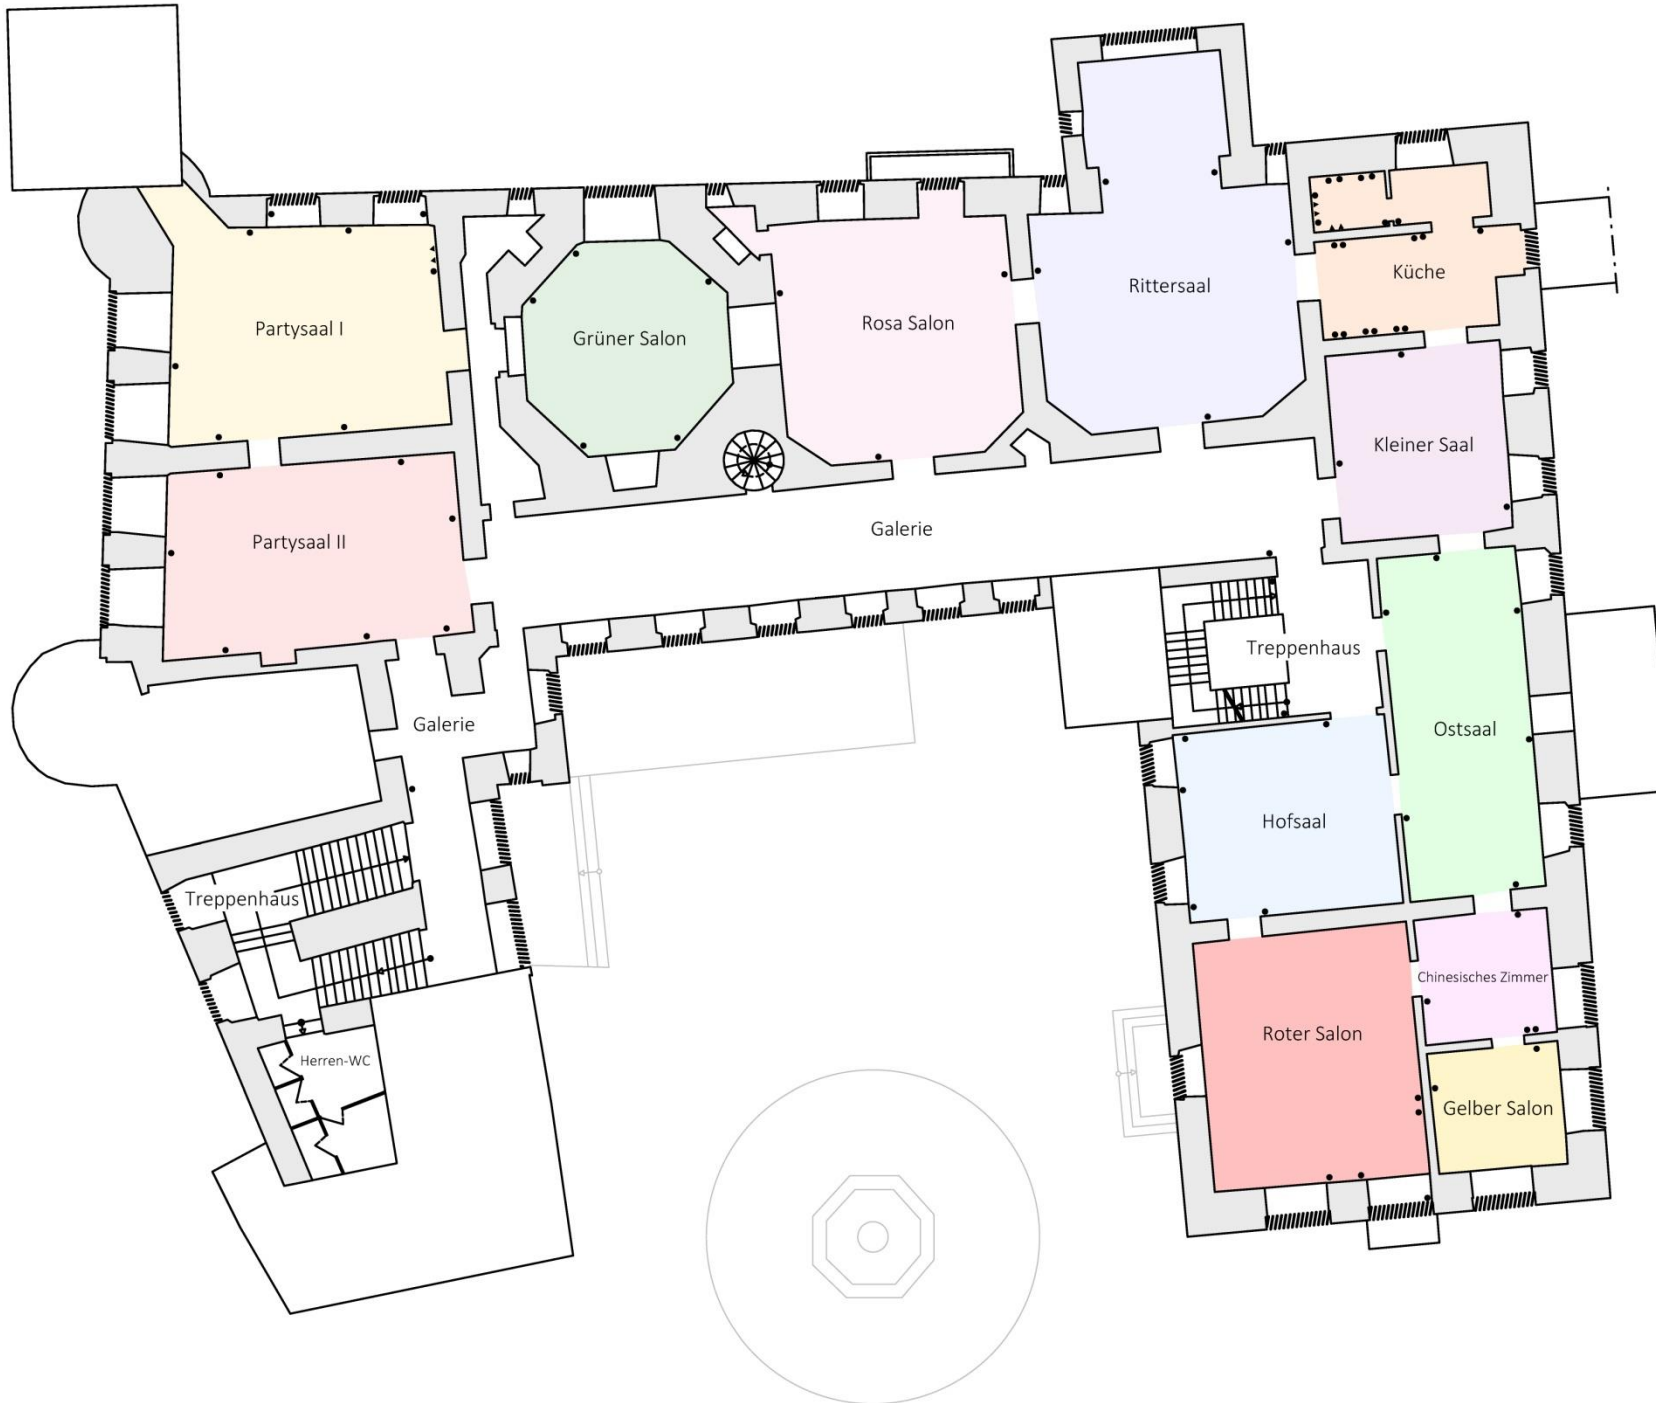 Rittersaal
Küche
Partysaal I
Grüner Salon
Rosa Salon
Kleiner Saal
Partysaal II
Galerie
Treppenhaus
Galerie
Ostsaal
Hofsaal
Treppenhaus
Chinesisches Zimmer
Roter Salon
Herren-WC
Gelber Salon